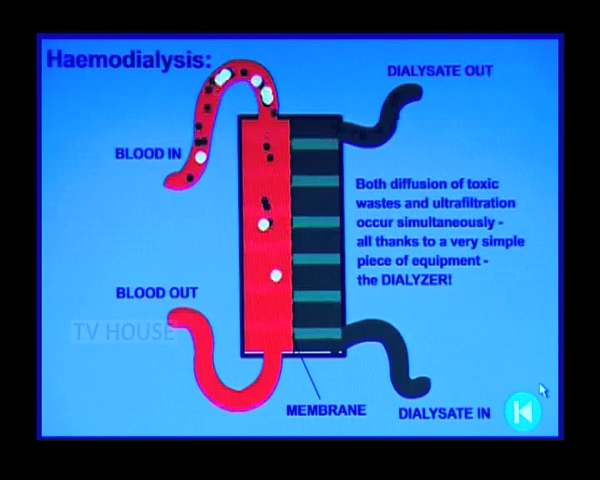 Haemodialysis:
DIALYSATE OUT
BLOOD IN
Both diffusion of toxic
wastes and ultrafiltration
occur simultaneously -
all thanks to a very simple
piece of equipment -
the DIALYZER!
BLOOD OUT
TV HOUSE
MEMBRANE
DIALYSATE IN